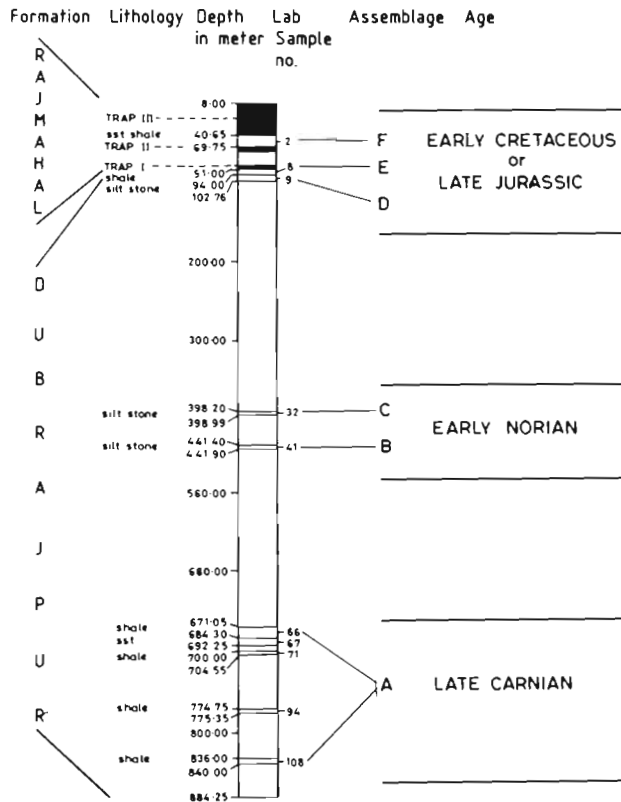 Formation Lithology Depth in meter Lab Sample no. Assemblage Age
RAJMAHAL
8·00
TRAP III
40·65
sst shale
2 F
TRAP II 69·75
EARLY CRETACEOUS
or
LATE JURASSIC
TRAP I
8 E
51·00
shale
94·00
9 D
silt stone
102·76
DUBRAJPUR
200·00
300·00
398·20
silt stone 32 C
398·99
EARLY NORIAN
441·40
silt stone 41 B
441·90
560·00
660·00
671·05
shale 66
684·30
sst 67
692·25
shale 700·00 71
704·55
A LATE CARNIAN
774·75
shale 94
775·35
800·00
836·00
shale 108
840·00
884·25